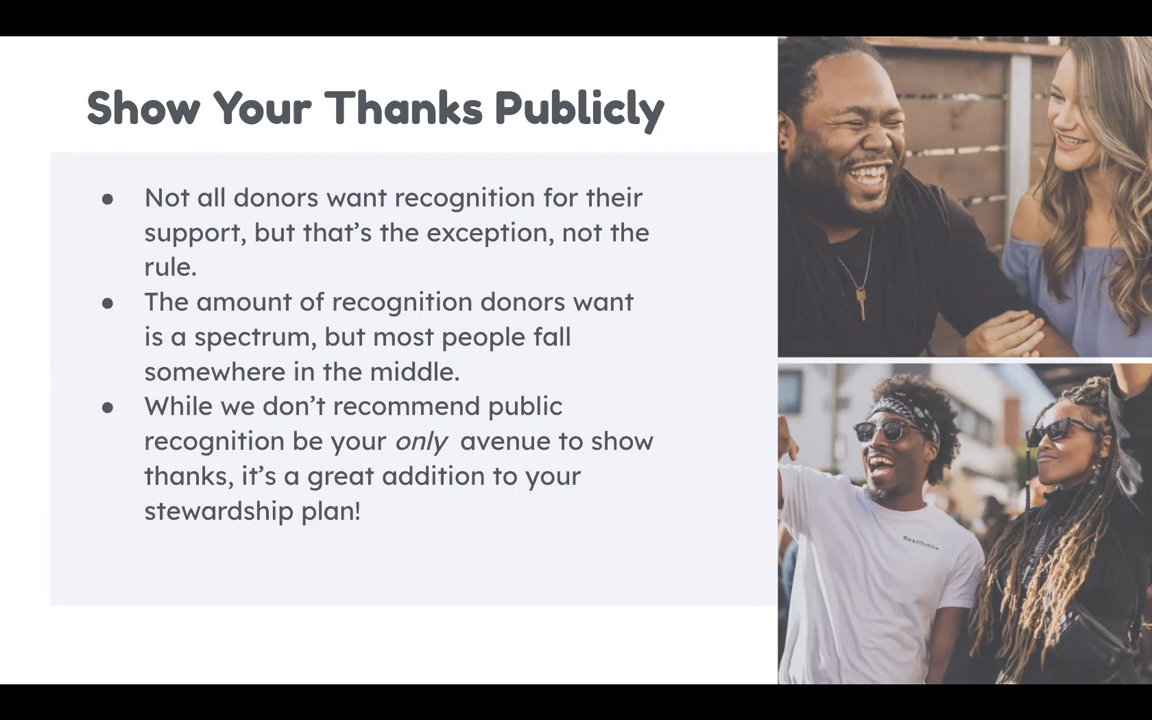 Show Your Thanks Publicly
● Not all donors want recognition for their
support, but that’s the exception, not the
rule.
● The amount of recognition donors want
is a spectrum, but most people fall
somewhere in the middle.
● While we don’t recommend public
recognition be your only avenue to show
thanks, it’s a great addition to your
stewardship plan!